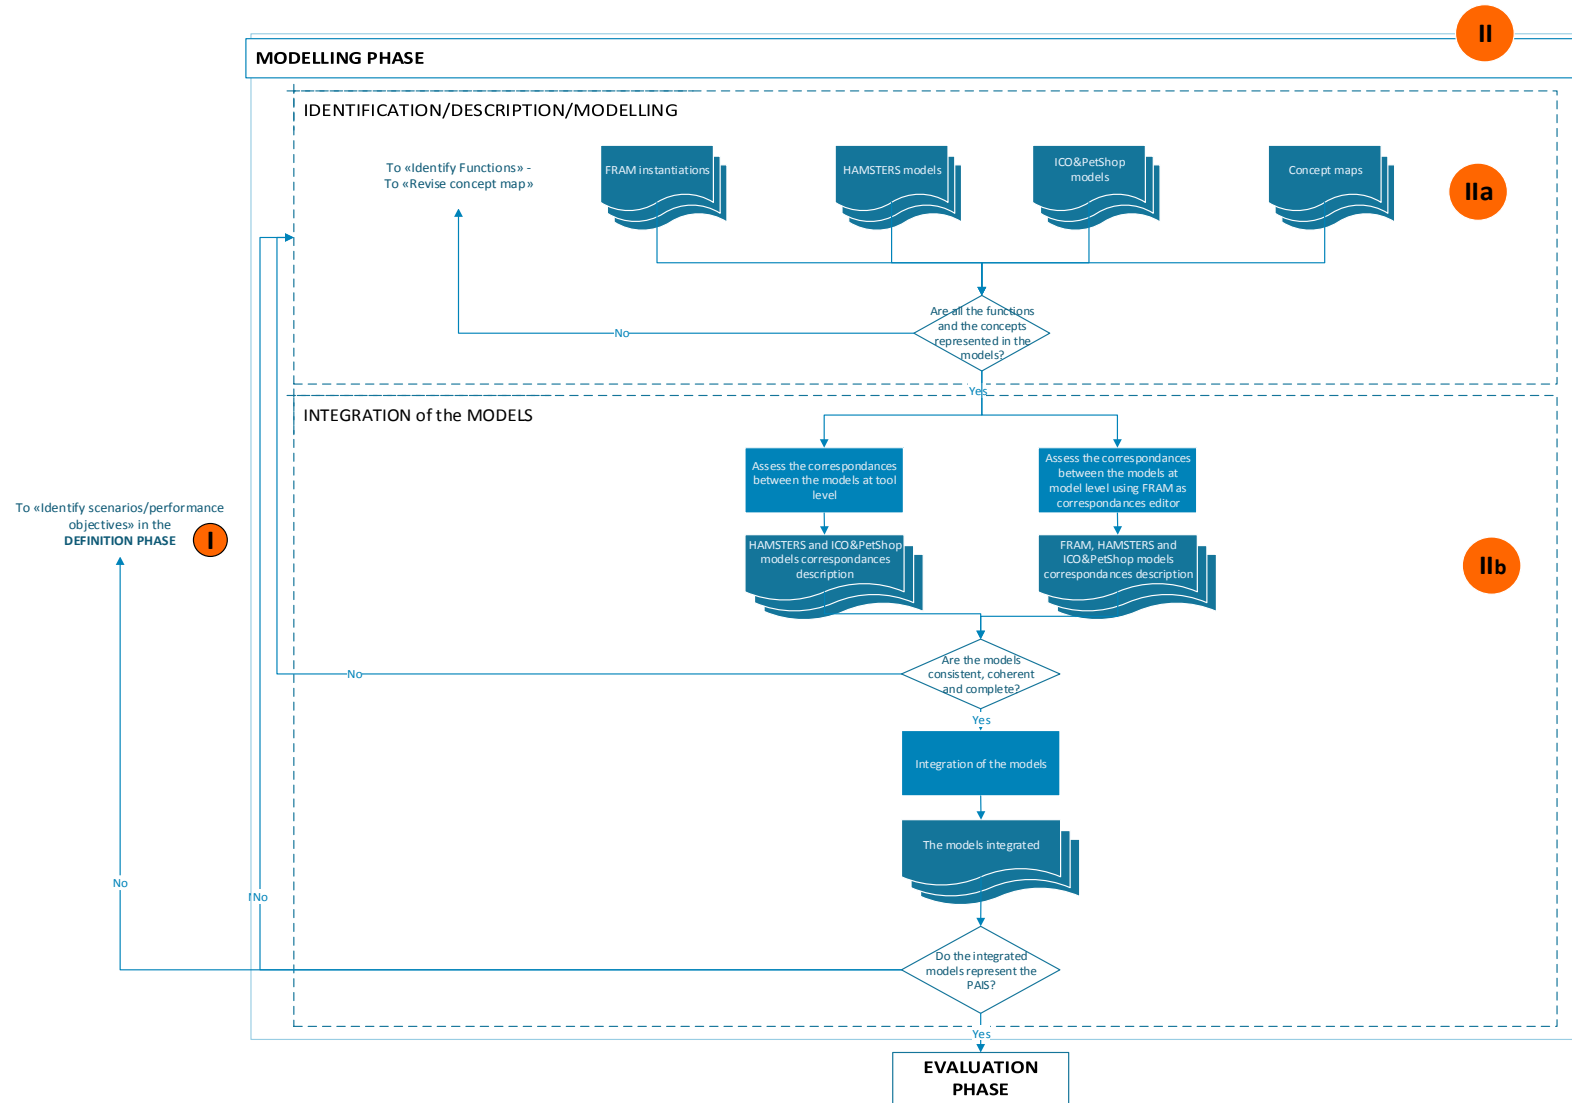 II
MODELLING PHASE
IDENTIFICATION/DESCRIPTION/MODELLING
To «Identify Functions» -
To «Revise concept map»
FRAM instantiations
HAMSTERS models
ICO&PetShop
models
Concept maps
IIa
Are all the functions
and the concepts
represented in the
models?
No
Yes
INTEGRATION of the MODELS
Assess the correspondances
between the models at tool
level
Assess the correspondances
between the models at
model level using FRAM as
correspondances editor
To «Identify scenarios/performance
objectives» in the
DEFINITION PHASE
I
HAMSTERS and ICO&PetShop
models correspondances
description
FRAM, HAMSTERS and
ICO&PetShop models
correspondances description
IIb
Are the models
consistent, coherent
and complete?
No
Yes
Integration of the models
The models integrated
No
No
Do the integrated
models represent the
PAIS?
Yes
EVALUATION
PHASE